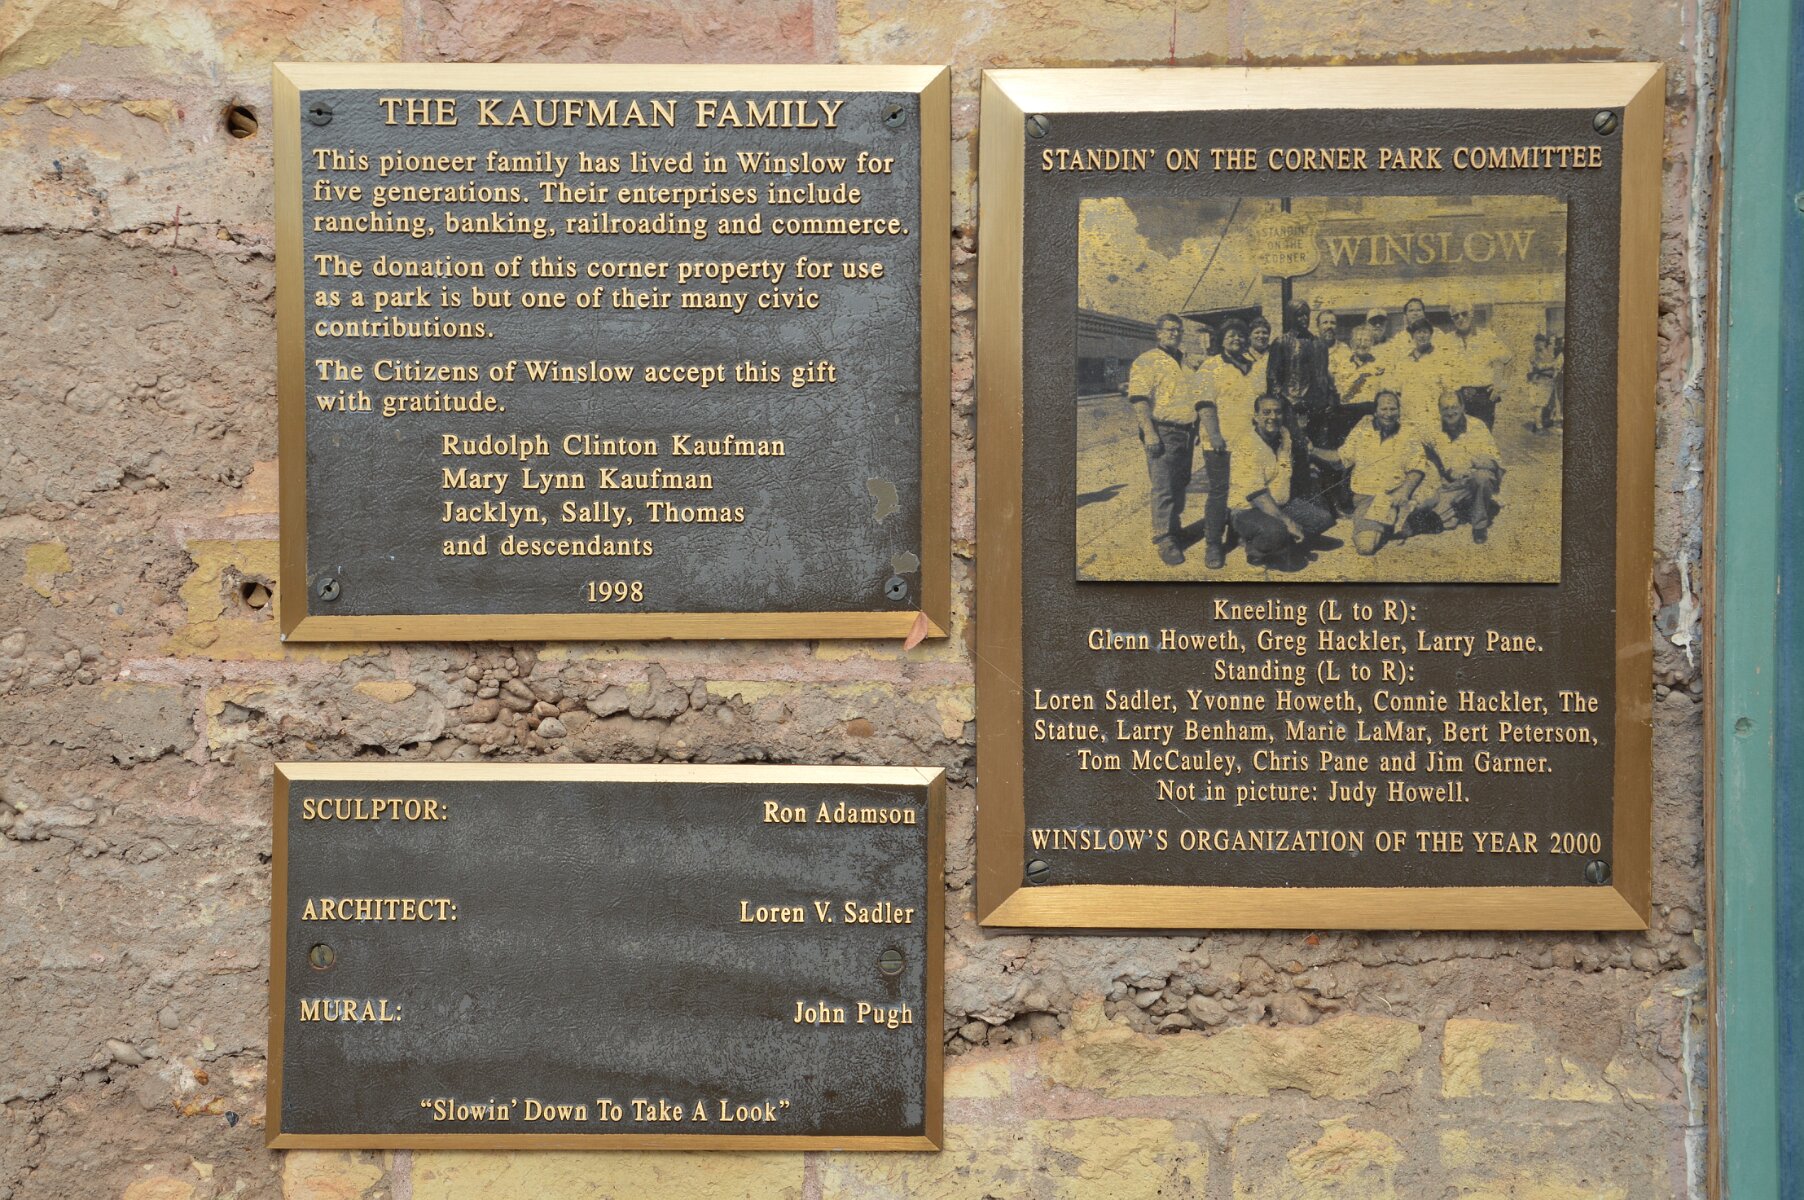 THE KAUFMAN FAMILY
This pioneer family has lived in Winslow for
five generations. Their enterprises include
ranching, banking, railroading and commerce.
The donation of this corner property for use
as a park is but one of their many civic
contributions.
The Citizens of Winslow accept this gift
with gratitude.
Rudolph Clinton Kaufman
Mary Lynn Kaufman
Jacklyn, Sally, Thomas
and descendants
1998
STANDIN' ON THE CORNER PARK COMMITTEE
STANDIN'
ON THE
CORNER
WINSLOW
Kneeling (L to R):
Glenn Howeth, Greg Hackler, Larry Pane.
Standing (L to R):
Loren Sadler, Yvonne Howeth, Connie Hackler, The
Statue, Larry Benham, Marie LaMar, Bert Peterson,
Tom McCauley, Chris Pane and Jim Garner.
Not in picture: Judy Howell.
WINSLOW'S ORGANIZATION OF THE YEAR 2000
SCULPTOR: Ron Adamson
ARCHITECT: Loren V. Sadler
MURAL: John Pugh
“Slowin' Down To Take A Look”